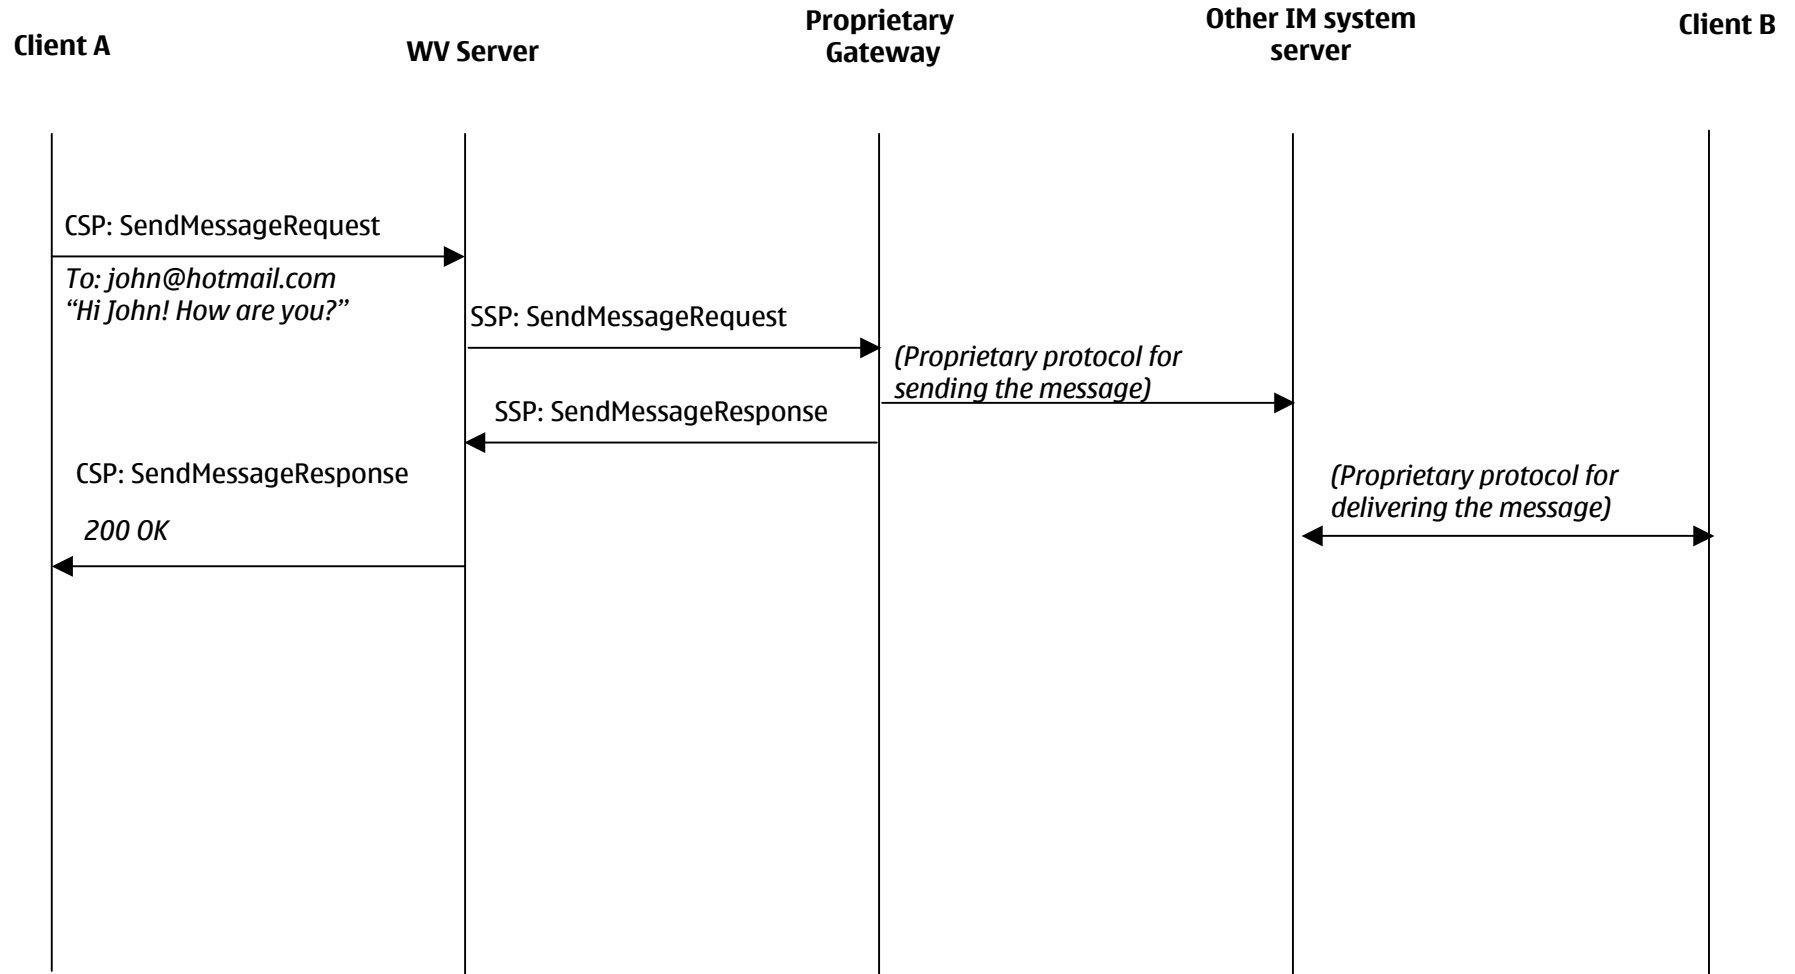 Client A
WV Server
Proprietary
Gateway
Other IM system
server
Client B
CSP: SendMessageRequest
To: john@hotmail.com
“Hi John! How are you?”
SSP: SendMessageRequest
(Proprietary protocol for
sending the message)
SSP: SendMessageResponse
CSP: SendMessageResponse
200 OK
(Proprietary protocol for
delivering the message)